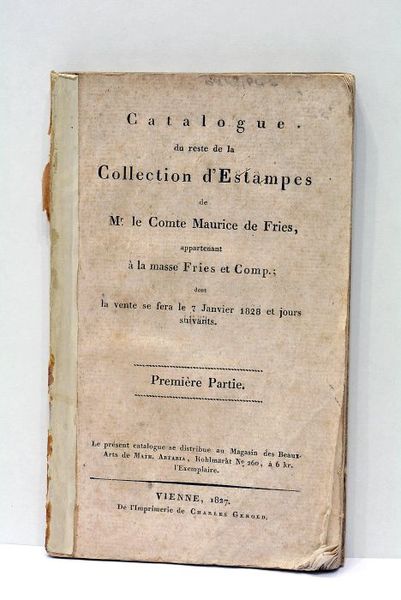 Catalogue.
du reste de la
Collection d'Estampes
de
Mr. le Comte Maurice de Fries,
appartenant
à la masse Fries et Comp.;
dont
la vente se fera le 7 Janvier 1828 et jours
suivants.
Première Partie.
Le présent catalogue se distribue au Magasin des Beaux-
Arts de Math. Artaria, Kohlmarkt No. 260, à 6 kr.
l'Exemplaire.
VIENNE, 1827.
De l'Imprimerie de Charles Gerold.